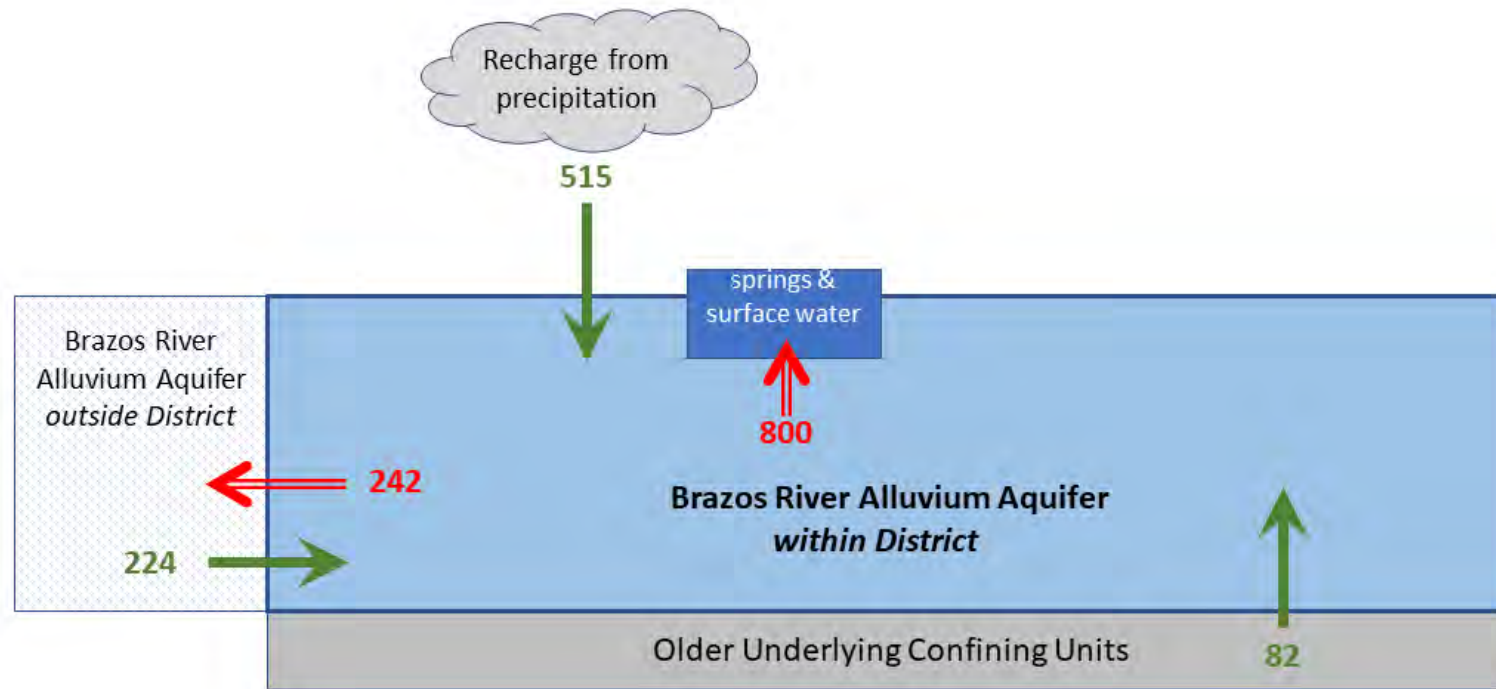 Recharge from
precipitation
515
springs &
surface water
Brazos River
Alluvium Aquifer
outside District
800
242
Brazos River Alluvium Aquifer
within District
224
Older Underlying Confining Units
82